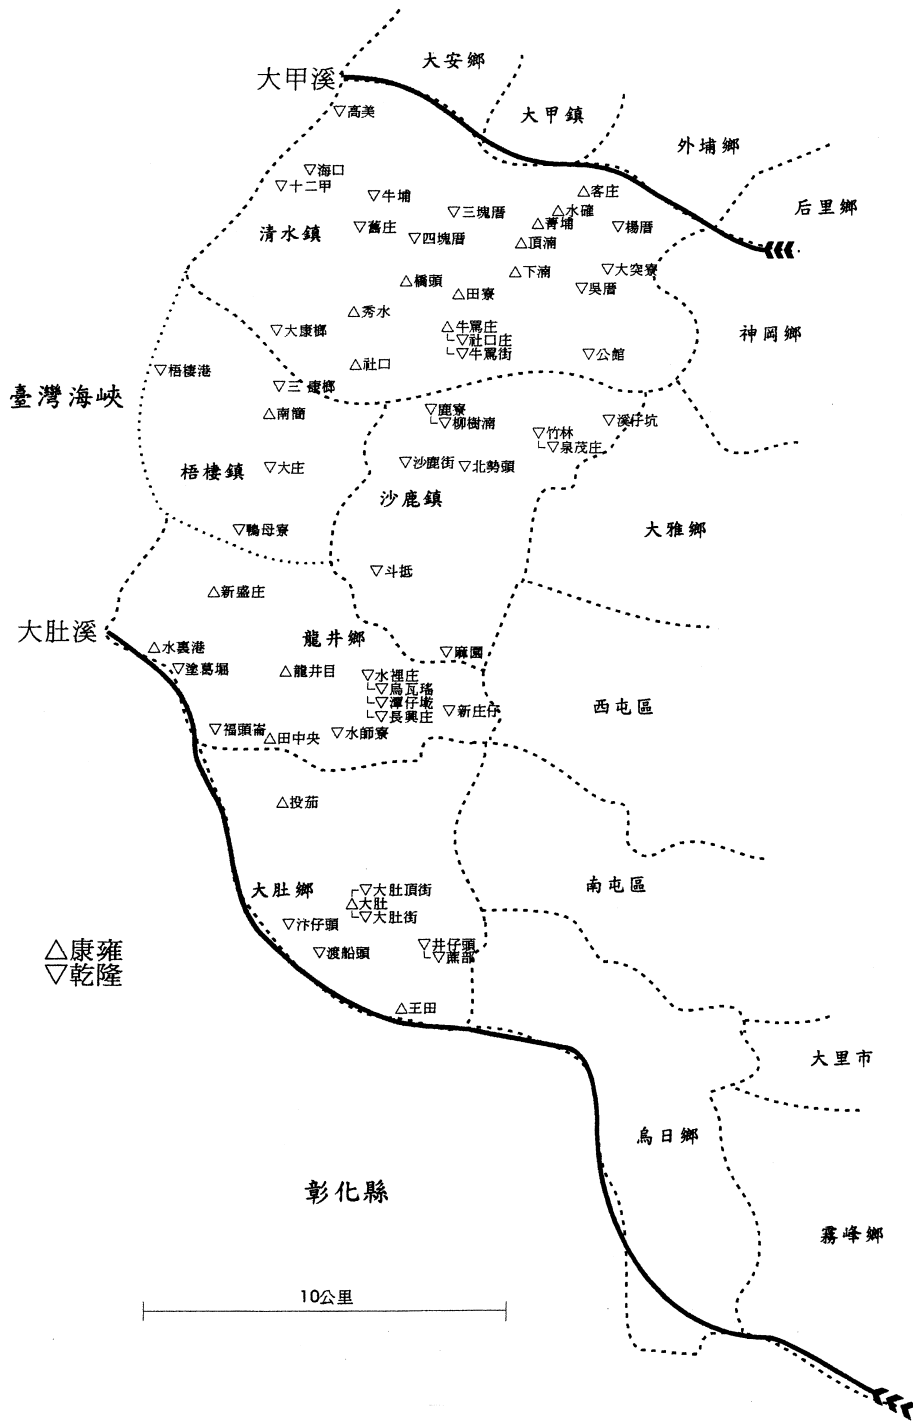 大安鄉
大甲溪
△
▽高美
大甲鎮
外埔鄉
▽海口
▽十二甲
▽牛埔
△客庄
后里鄉
▽三塊厝
△水碓
▽舊庄
△菁埔
▽楊厝
清水鎮
▽四塊厝
△頂湳
△下湳
▽大突寮
△橋頭
▽吳厝
△田寮
△秀水
▽大康榔
△牛罵庄
└▽社口庄
└▽牛罵街
神岡鄉
▽公館
△社口
▽梧棲港
▽三 康榔
臺灣海峽
△南簡
▽鹿寮
└▽柳樹湳
▽溪仔坑
▽竹林
└▽泉茂庄
▽沙鹿街
▽北勢頭
▽大庄
梧棲鎮
沙鹿鎮
▽鴨母寮
大雅鄉
▽斗抵
△新盛庄
大肚溪
龍井鄉
△水裏港
▽麻園
▽塗葛堀
△龍井目
▽水裡庄
└▽烏瓦瑤
└▽潭仔墘
└▽長興庄
▽新庄仔
西屯區
▽福頭崙
△田中央
▽水師寮
△投茄
大肚鄉
┌▽大肚頂街
△大肚
└▽大肚街
南屯區
▽汴仔頭
▽渡船頭
▽井仔頭
└▽蔗部
△康雍
▽乾隆
△王田
大里市
烏日鄉
彰化縣
霧峰鄉
10公里